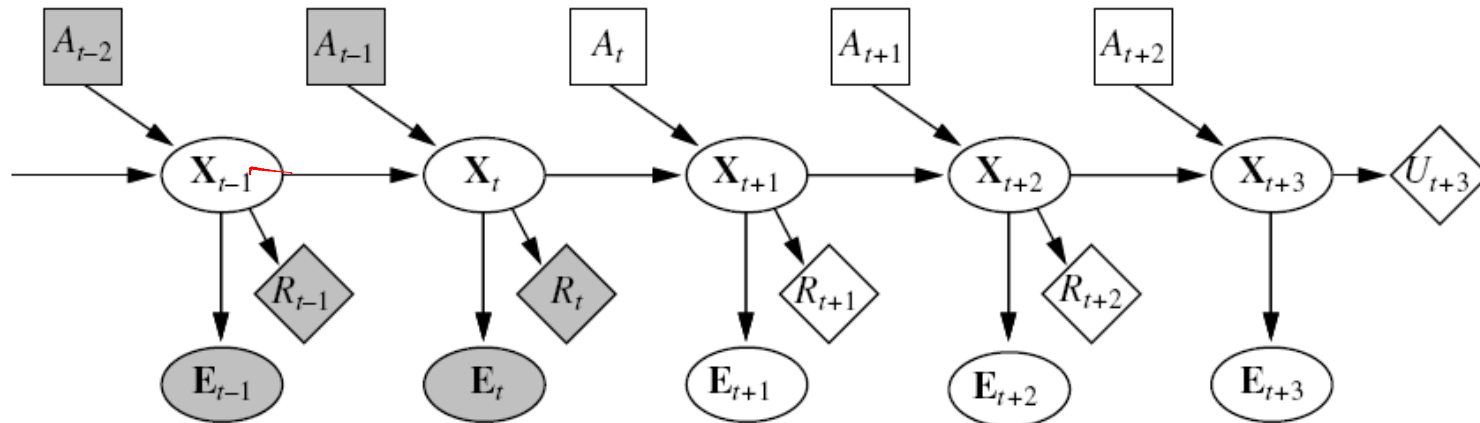 A_{t−2} A_{t−1} A_t A_{t+1} A_{t+2}
X_{t−1} X_t X_{t+1} X_{t+2} X_{t+3} U_{t+3}
R_{t−1} R_t R_{t+1} R_{t+2}
E_{t−1} E_t E_{t+1} E_{t+2} E_{t+3}